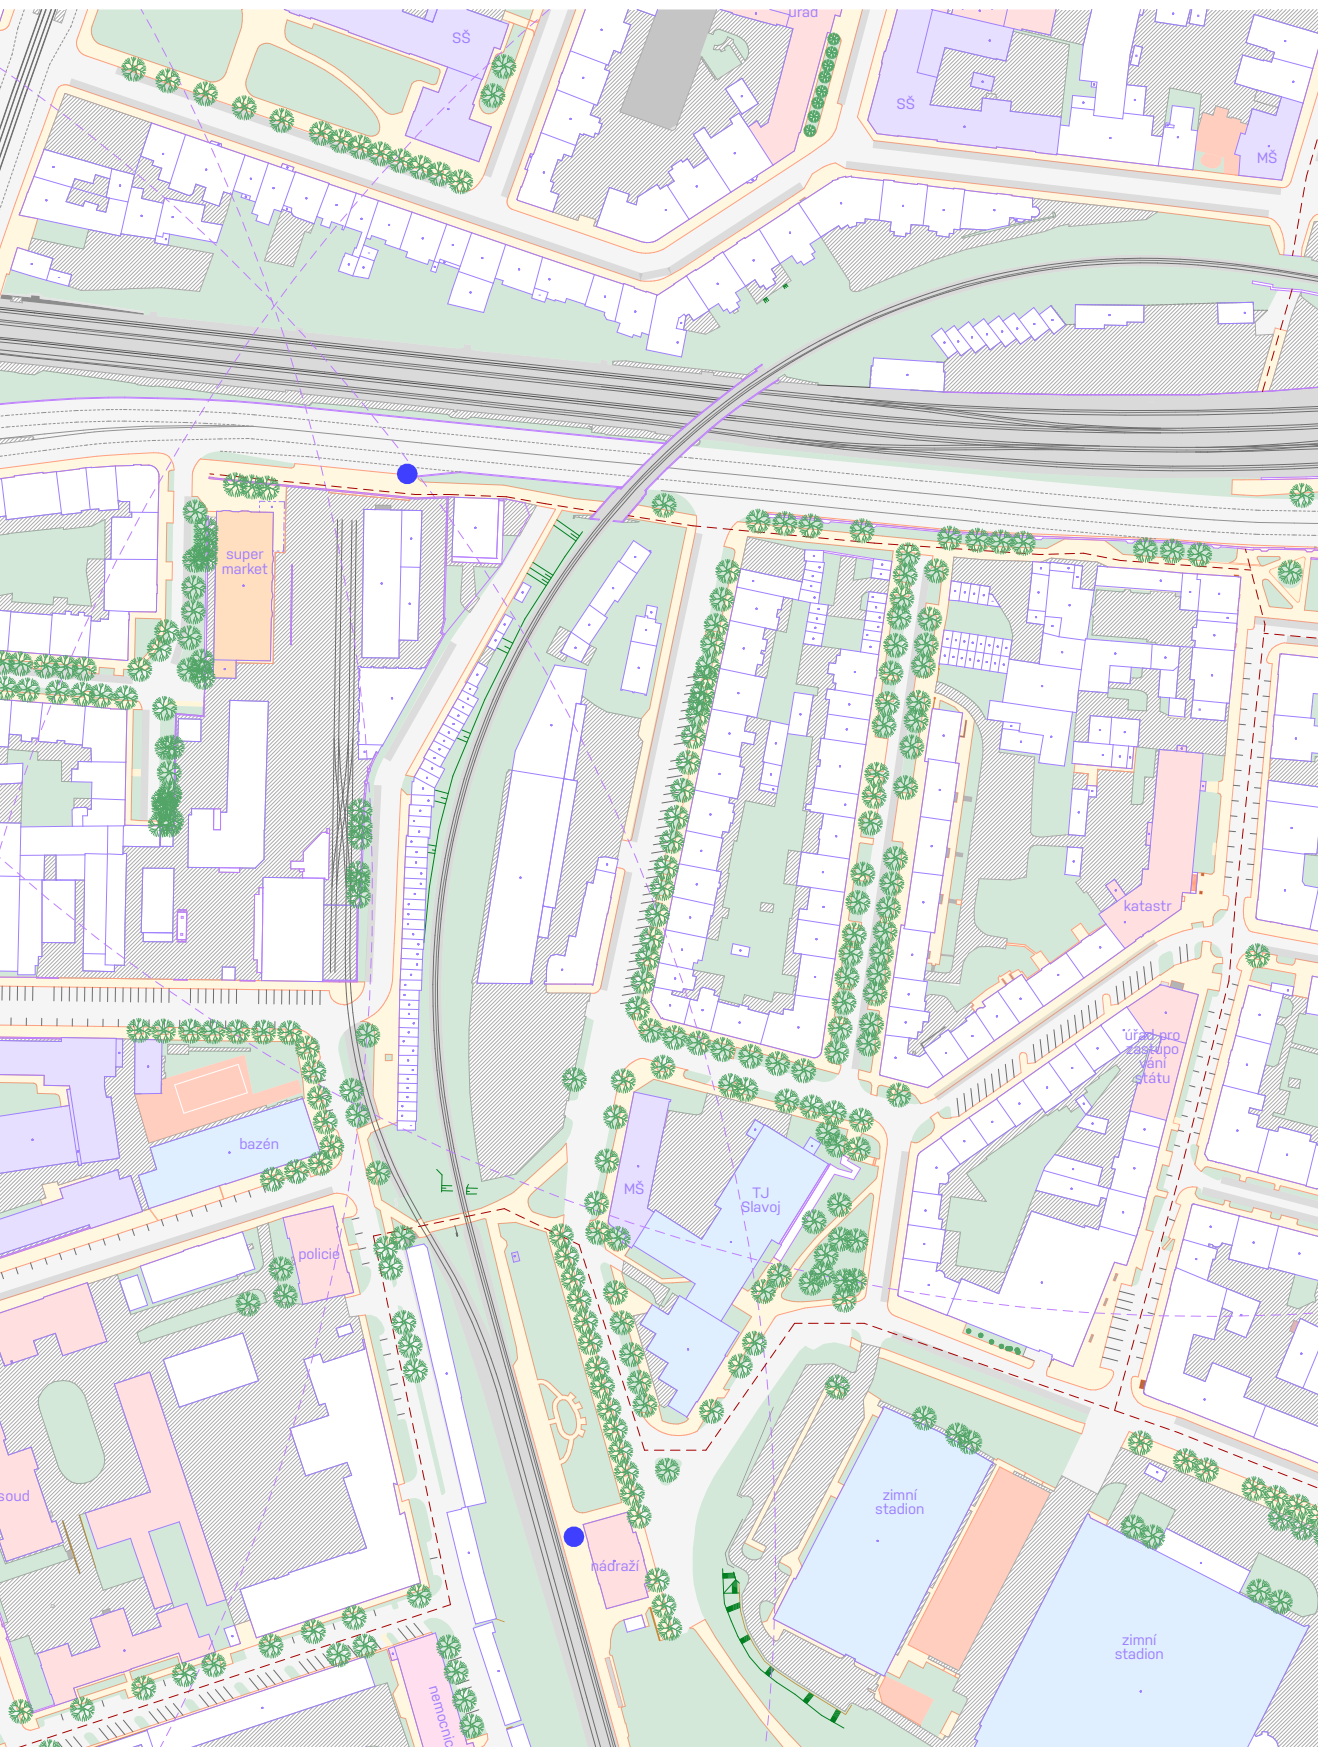 úřad
SŠ
SŠ
MŠ
super
market
katastr
úřad pro
zastupo
vání
státu
bazén
MŠ
TJ
Slavoj
policie
soud
zimní
stadion
nádraží
zimní
stadion
nemocnic